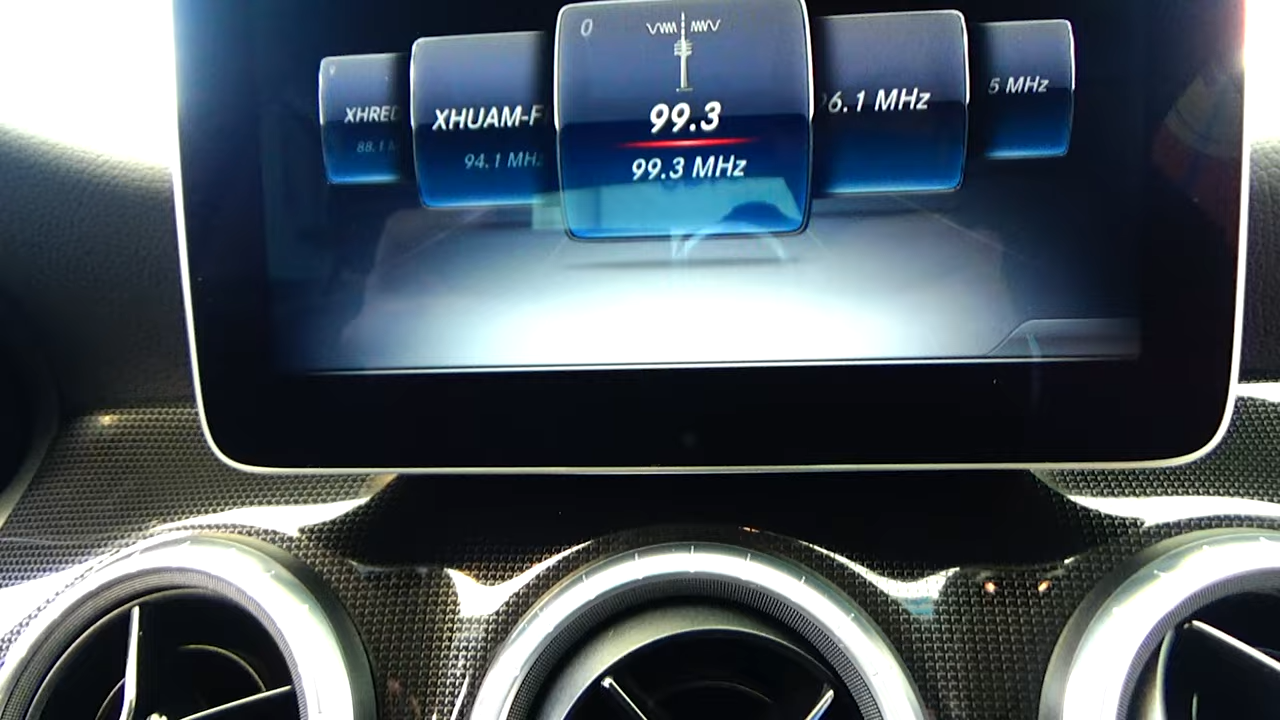 XHRED
88.1 M
XHUAM-F
94.1 MHz
0
99.3
99.3 MHz
6.1 MHz
5 MHz